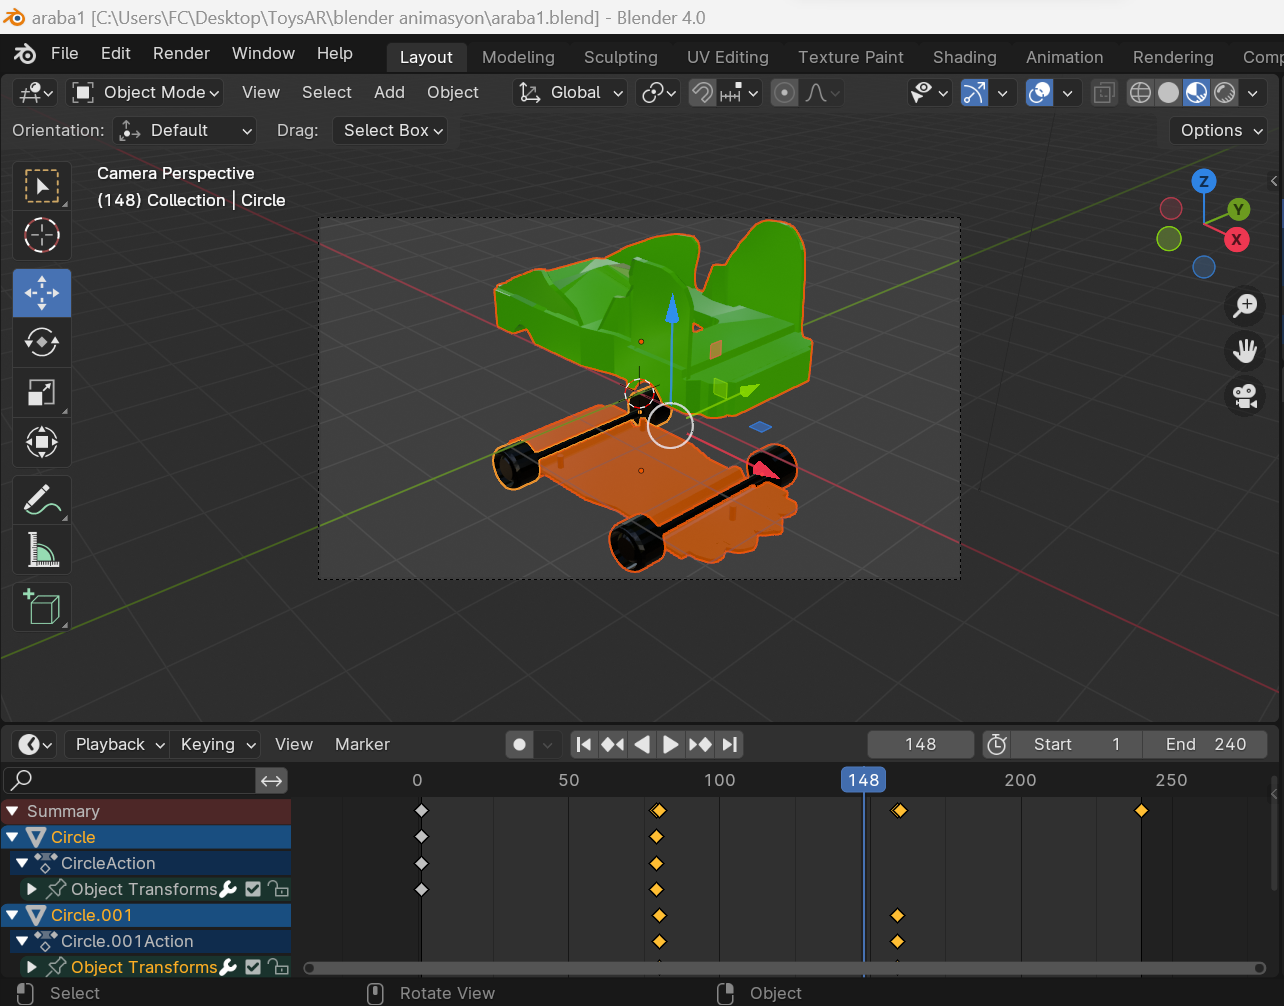 araba1 [C:\Users\FC\Desktop\ToysAR\blender animasyon\araba1.blend] - Blender 4.0
File Edit Render Window Help Layout Modeling Sculpting UV Editing Texture Paint Shading Animation Rendering Comp
Object Mode View Select Add Object Global
Orientation: Default Drag: Select Box Options
Camera Perspective
(148) Collection | Circle
Z
Y
X
Playback Keying View Marker 148 Start 1 End 240
0 50 100 148 200 250
Summary
Circle
CircleAction
Object Transforms
Circle.001
Circle.001Action
Object Transforms
Select Rotate View Object